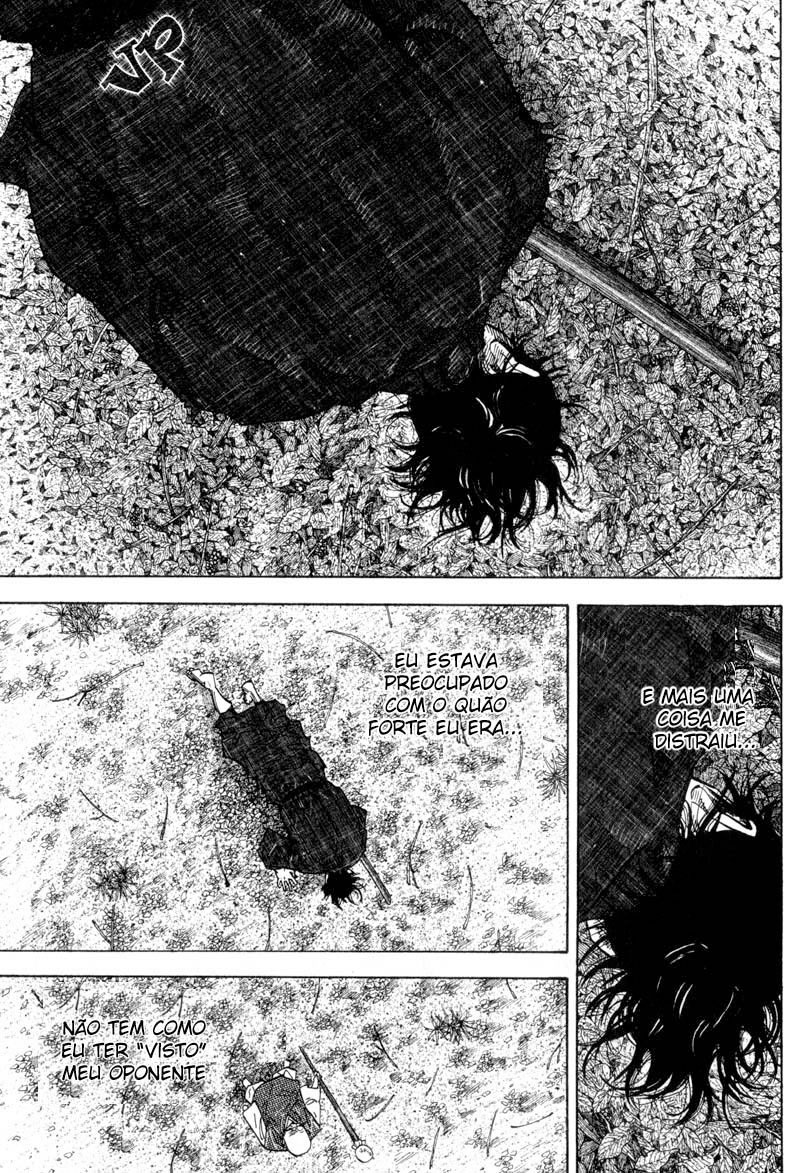 VP
E MAIS UMA
COISA ME
DISTRAIU...
EU ESTAVA
PREOCUPADO
COM O QUÃO
FORTE EU ERA...
NÃO TEM COMO
EU TER “VISTO”
MEU OPONENTE